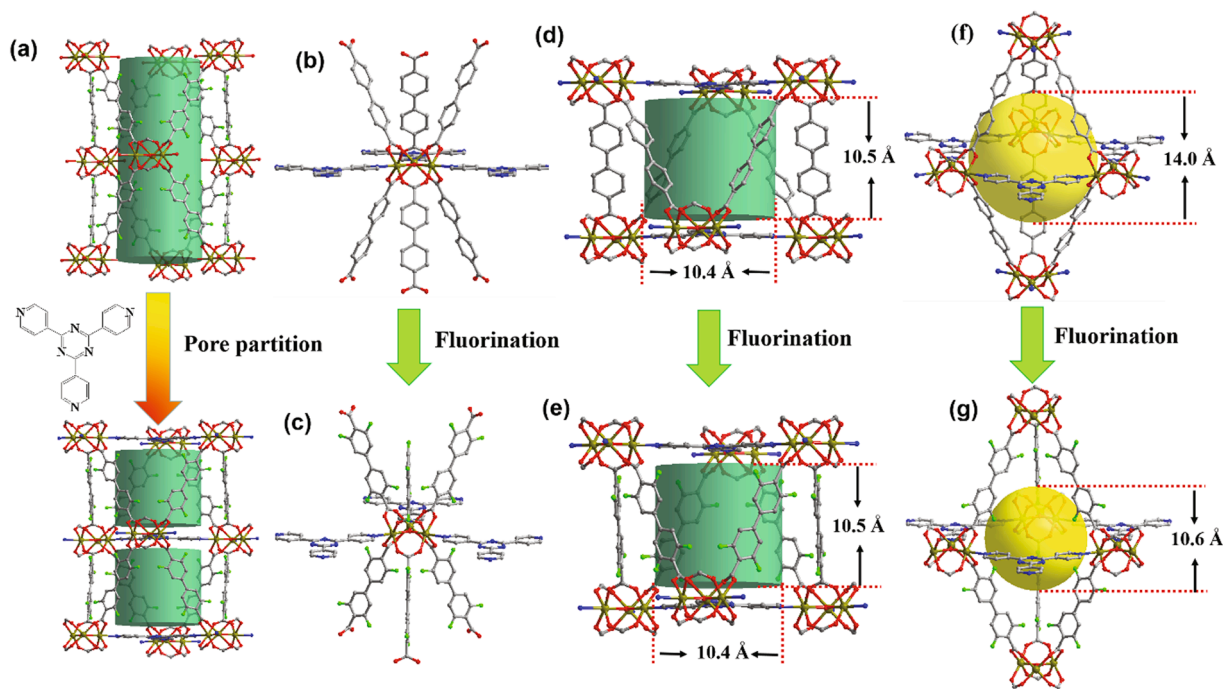 (a)
(b)
(d)
(f)
10.5 Å
14.0 Å
10.4 Å
N
N
N
N
N
N
Pore partition
Fluorination
Fluorination
Fluorination
(c)
(e)
(g)
10.5 Å
10.6 Å
10.4 Å